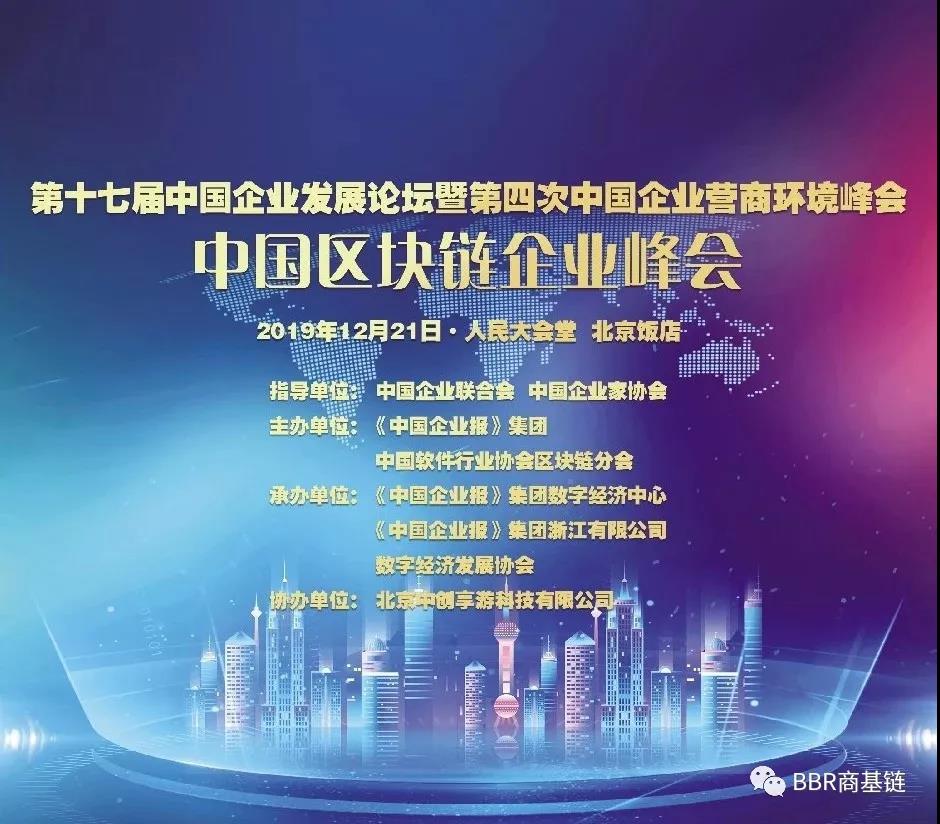 第十七届中国企业发展论坛暨第四次中国企业营商环境峰会
中国区块链企业峰会
2019年12月21日·人民大会堂 北京饭店
指导单位： 中国企业联合会 中国企业家协会
主办单位：《中国企业报》集团
中国软件行业协会区块链分会
承办单位：《中国企业报》集团数字经济中心
《中国企业报》集团浙江有限公司
数字经济发展协会
协办单位： 北京中创享游科技有限公司
BBR商基链